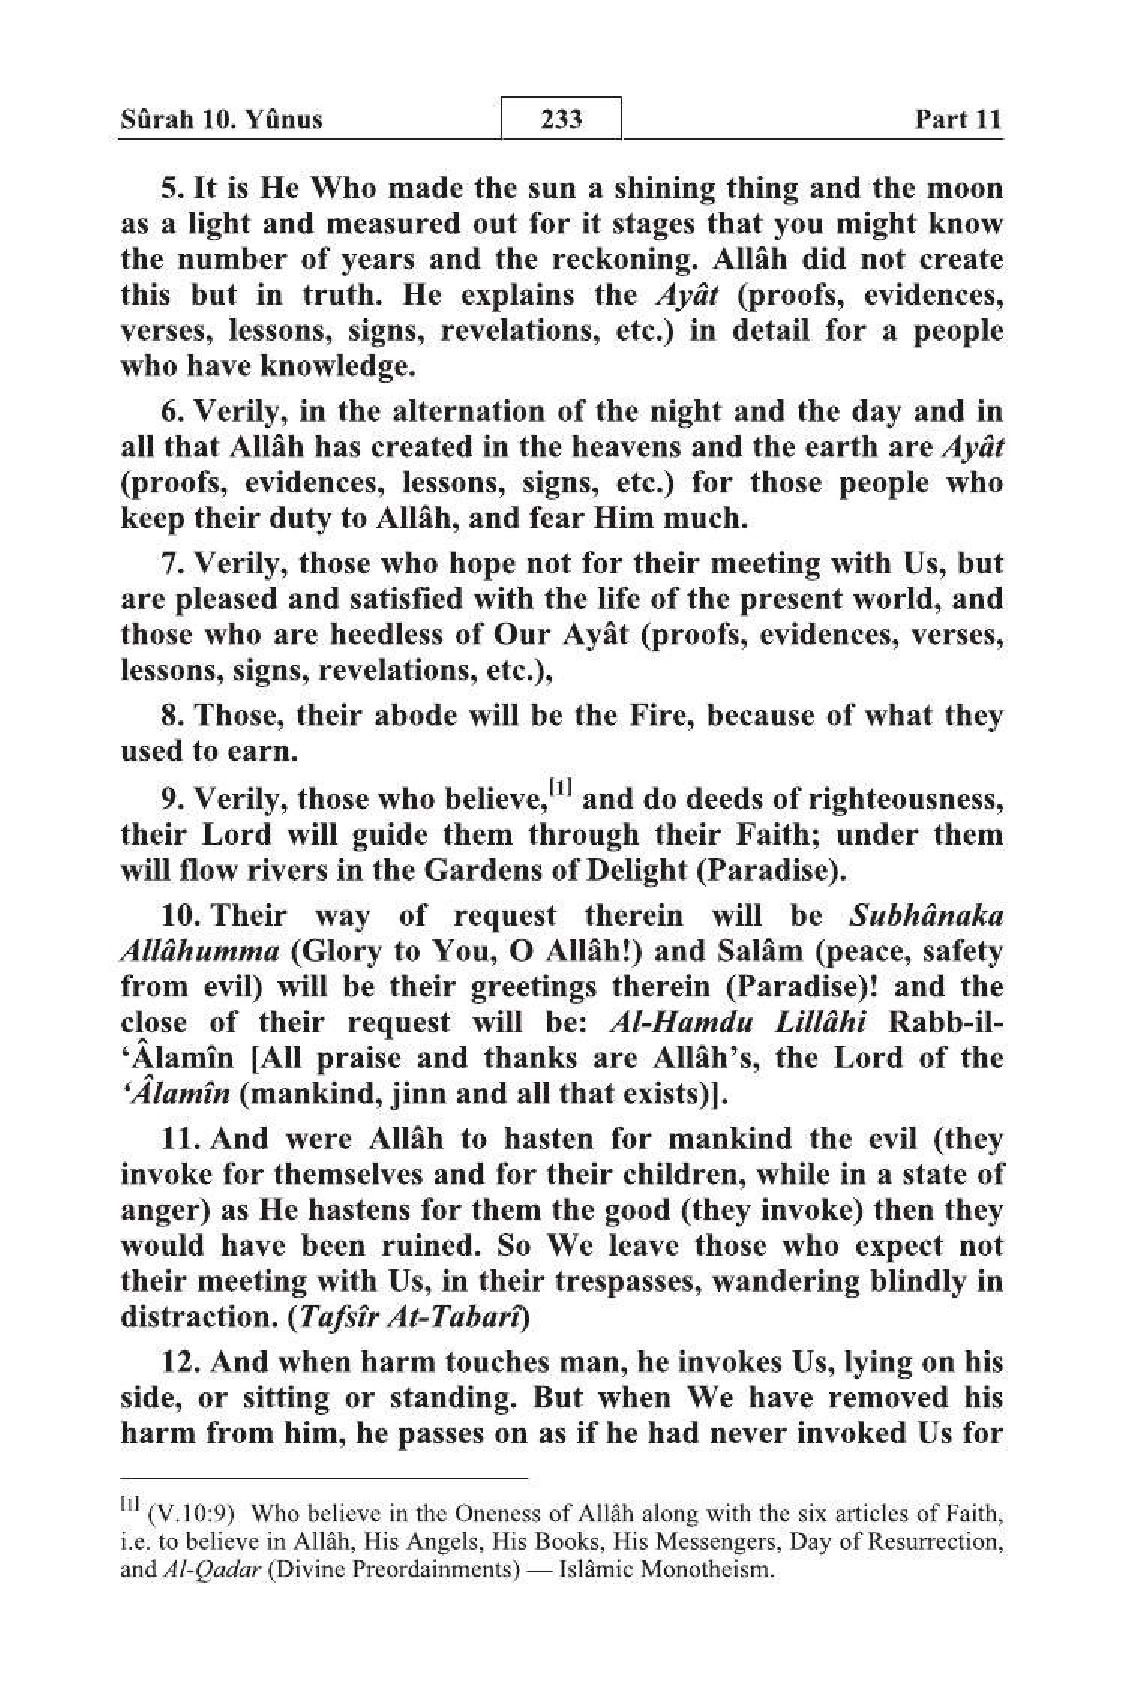 Sûrah 10. Yûnus 233 Part 11
5. It is He Who made the sun a shining thing and the moon
as a light and measured out for it stages that you might know
the number of years and the reckoning. Allâh did not create
this but in truth. He explains the Ayât (proofs, evidences,
verses, lessons, signs, revelations, etc.) in detail for a people
who have knowledge.
6. Verily, in the alternation of the night and the day and in
all that Allâh has created in the heavens and the earth are Ayât
(proofs, evidences, lessons, signs, etc.) for those people who
keep their duty to Allâh, and fear Him much.
7. Verily, those who hope not for their meeting with Us, but
are pleased and satisfied with the life of the present world, and
those who are heedless of Our Ayât (proofs, evidences, verses,
lessons, signs, revelations, etc.),
8. Those, their abode will be the Fire, because of what they
used to earn.
9. Verily, those who believe,[1] and do deeds of righteousness,
their Lord will guide them through their Faith; under them
will flow rivers in the Gardens of Delight (Paradise).
10. Their way of request therein will be Subhânaka
Allâhumma (Glory to You, O Allâh!) and Salâm (peace, safety
from evil) will be their greetings therein (Paradise)! and the
close of their request will be: Al-Hamdu Lillâhi Rabb-il-
‘Âlamîn [All praise and thanks are Allâh’s, the Lord of the
‘Âlamîn (mankind, jinn and all that exists)].
11. And were Allâh to hasten for mankind the evil (they
invoke for themselves and for their children, while in a state of
anger) as He hastens for them the good (they invoke) then they
would have been ruined. So We leave those who expect not
their meeting with Us, in their trespasses, wandering blindly in
distraction. (Tafsîr At-Tabarî)
12. And when harm touches man, he invokes Us, lying on his
side, or sitting or standing. But when We have removed his
harm from him, he passes on as if he had never invoked Us for
[1] (V.10:9) Who believe in the Oneness of Allâh along with the six articles of Faith,
i.e. to believe in Allâh, His Angels, His Books, His Messengers, Day of Resurrection,
and Al-Qadar (Divine Preordainments) — Islâmic Monotheism.